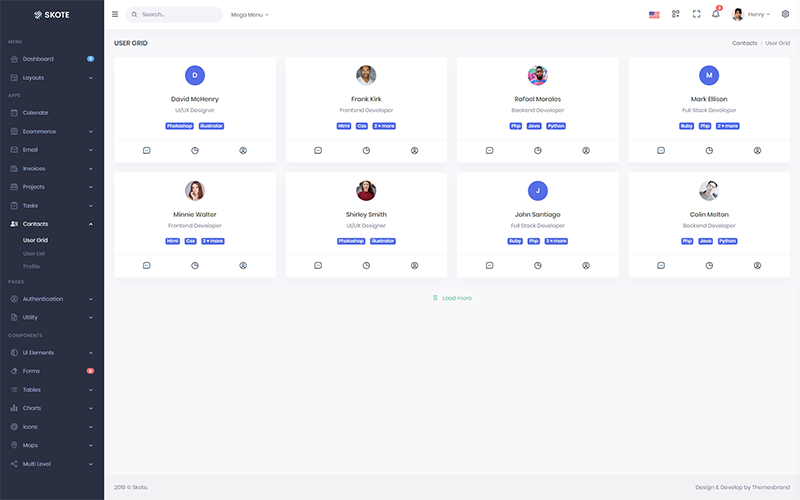 SKOTE
Search...
Mega Menu
3
Henry
MENU
Dashboard
Layouts
APPS
Calendar
Ecommerce
Email
Invoices
Projects
Tasks
Contacts
User Grid
User List
Profile
PAGES
Authentication
Utility
COMPONENTS
UI Elements
Forms
Tables
Charts
Icons
Maps
Multi Level
USER GRID
Contacts / User Grid
D
David McHenry
UI/UX Designer
Photoshop illustrator
Frank Kirk
Frontend Developer
Html Css 2 + more
Rafael Morales
Backend Developer
Php Java Python
M
Mark Ellison
Full Stack Developer
Ruby Php 2 + more
Minnie Walter
Frontend Developer
Html Css 2 + more
Shirley Smith
UI/UX Designer
Photoshop illustrator
J
John Santiago
Full Stack Developer
Ruby Php 2 + more
Colin Melton
Backend Developer
Php Java Python
Load more
2019 © Skote.
Design & Develop by Themesbrand